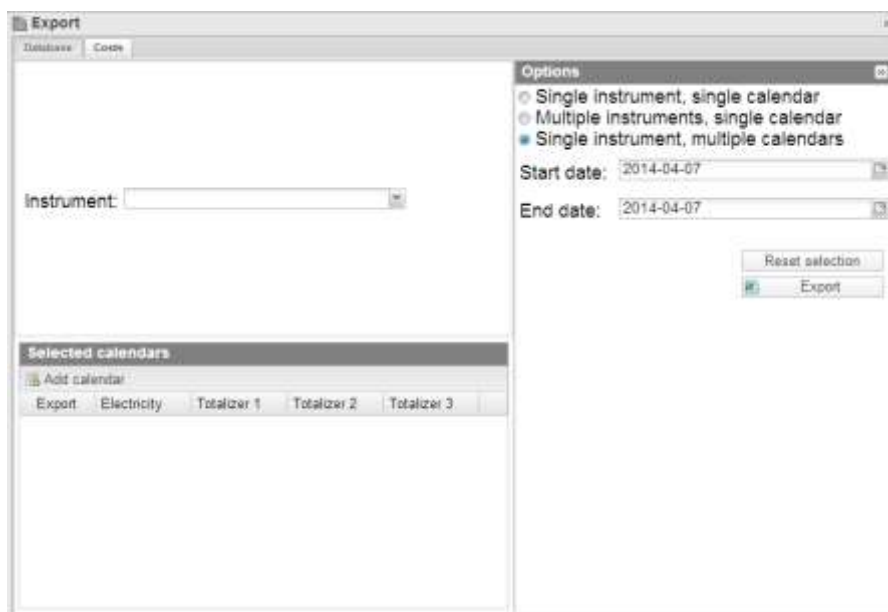 Export
Database Costs
Instrument:
Selected calendars
Add calendar
Export Electricity Totalizer 1 Totalizer 2 Totalizer 3
Options
Single instrument, single calendar
Multiple instruments, single calendar
Single instrument, multiple calendars
Start date: 2014-04-07
End date: 2014-04-07
Reset selection
Export